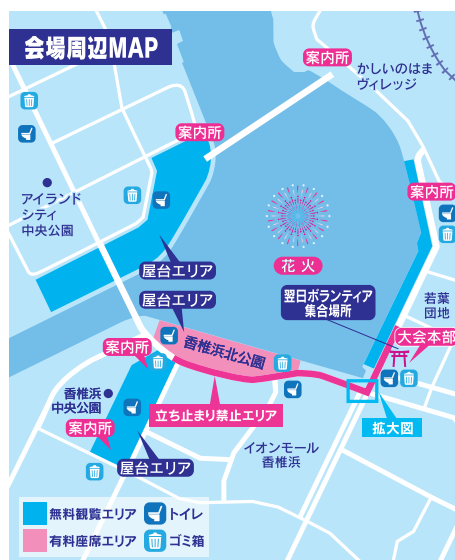 会場周辺MAP
案内所
かしいのはま
ヴィレッジ
案内所
案内所
アイランド
シティ
中央公園
屋台エリア
花火
屋台エリア
翌日ボランティア
集合場所
若葉
団地
大会本部
案内所
香椎浜北公園
香椎浜
中央公園
立ち止まり禁止エリア
案内所
拡大図
イオンモール
香椎浜
屋台エリア
無料観覧エリア
トイレ
有料座席エリア
ゴミ箱